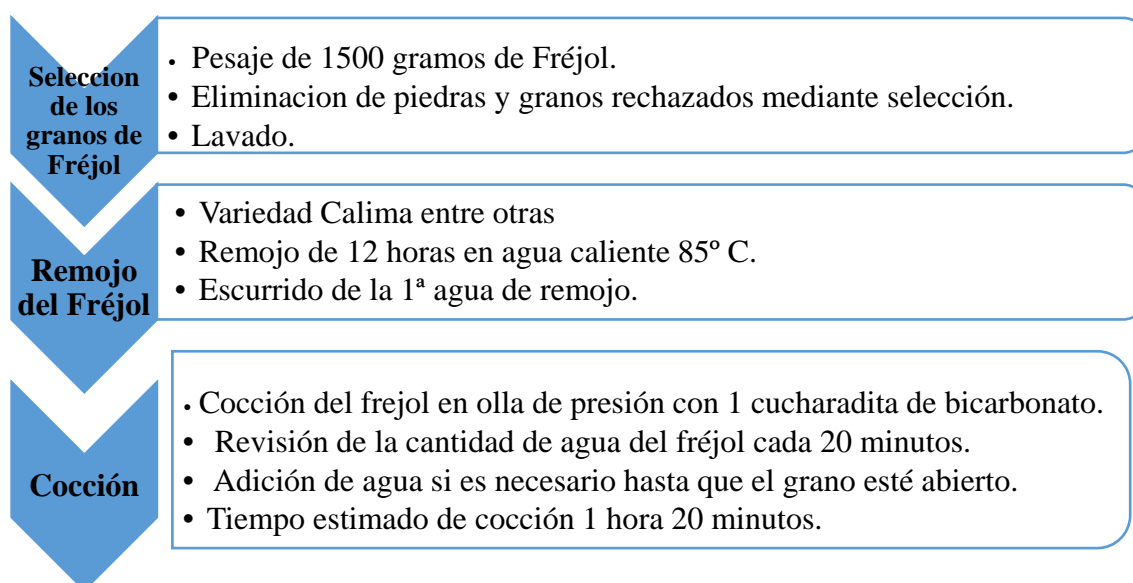 Seleccion
de los
granos de
Fréjol
• Pesaje de 1500 gramos de Fréjol.
• Eliminacion de piedras y granos rechazados mediante selección.
• Lavado.
Remojo
del Fréjol
• Variedad Calima entre otras
• Remojo de 12 horas en agua caliente 85º C.
• Escurrido de la 1ª agua de remojo.
Cocción
• Cocción del frejol en olla de presión con 1 cucharadita de bicarbonato.
• Revisión de la cantidad de agua del fréjol cada 20 minutos.
• Adición de agua si es necesario hasta que el grano esté abierto.
• Tiempo estimado de cocción 1 hora 20 minutos.